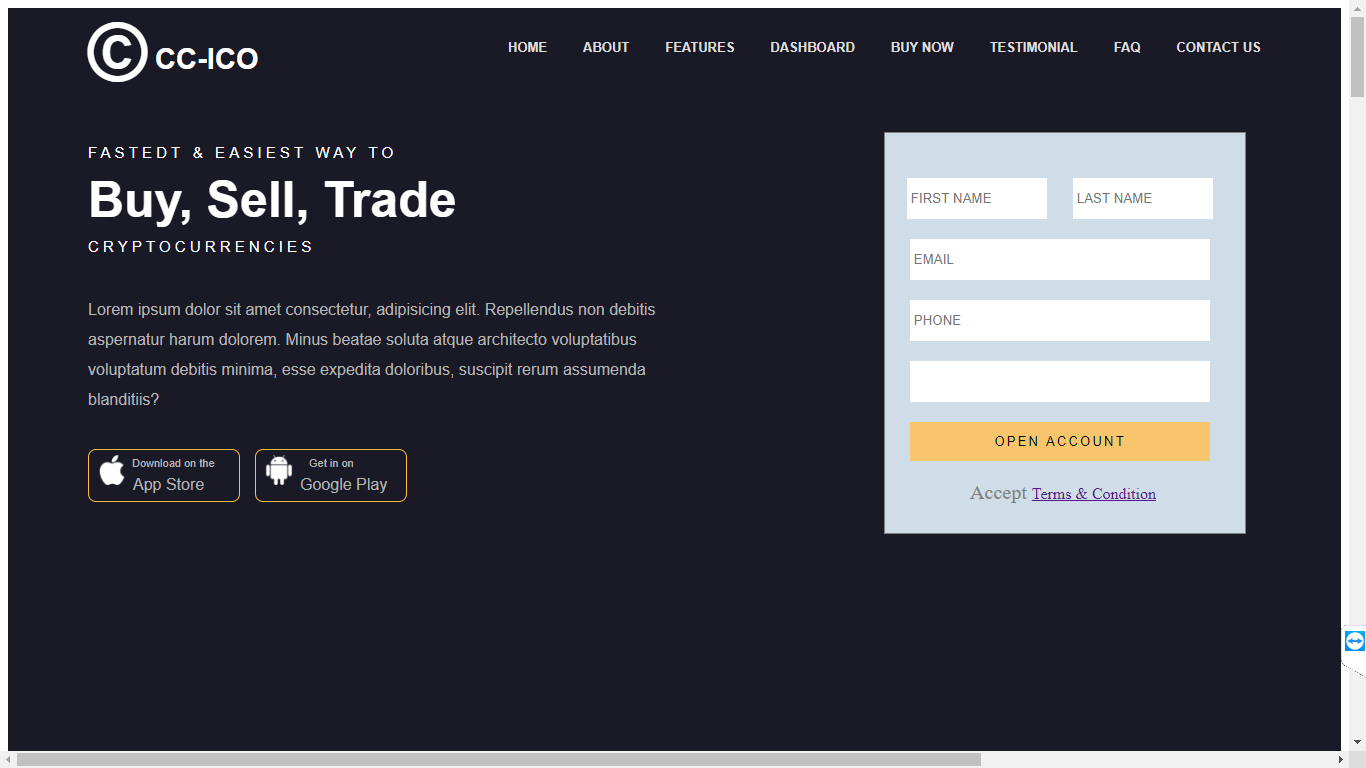 © CC-ICO
HOME ABOUT FEATURES DASHBOARD BUY NOW TESTIMONIAL FAQ CONTACT US
FASTEDT & EASIEST WAY TO
Buy, Sell, Trade
CRYPTOCURRENCIES
Lorem ipsum dolor sit amet consectetur, adipisicing elit. Repellendus non debitis
aspernatur harum dolorem. Minus beatae soluta atque architecto voluptatibus
voluptatum debitis minima, esse expedita doloribus, suscipit rerum assumenda
blanditiis?
Download on the
App Store
Get in on
Google Play
FIRST NAME LAST NAME
EMAIL
PHONE
OPEN ACCOUNT
Accept Terms & Condition